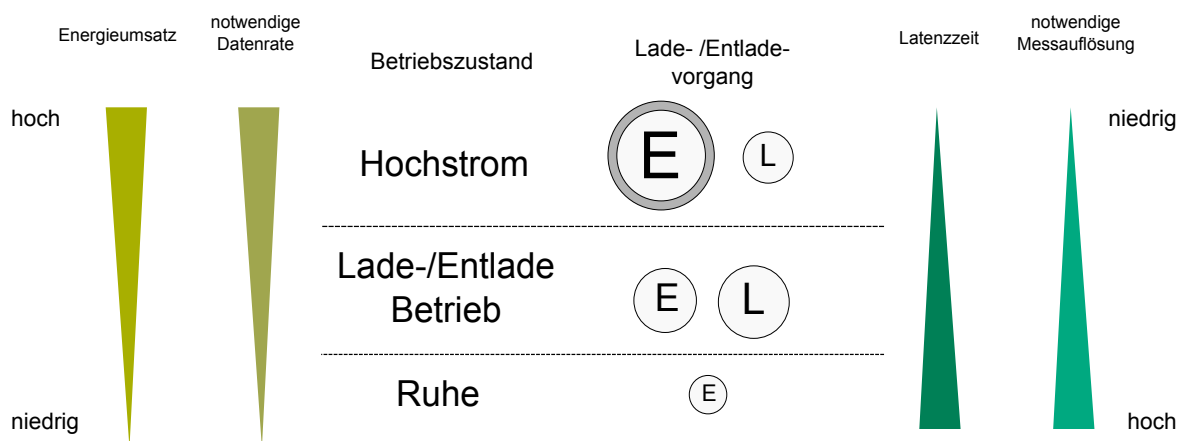 Energieumsatz
notwendige
Datenrate
Betriebszustand
Lade- /Entlade-
vorgang
Latenzzeit
notwendige
Messauflösung
hoch
niedrig
Hochstrom
E
L
Lade-/Entlade
Betrieb
E
L
Ruhe
E
niedrig
hoch